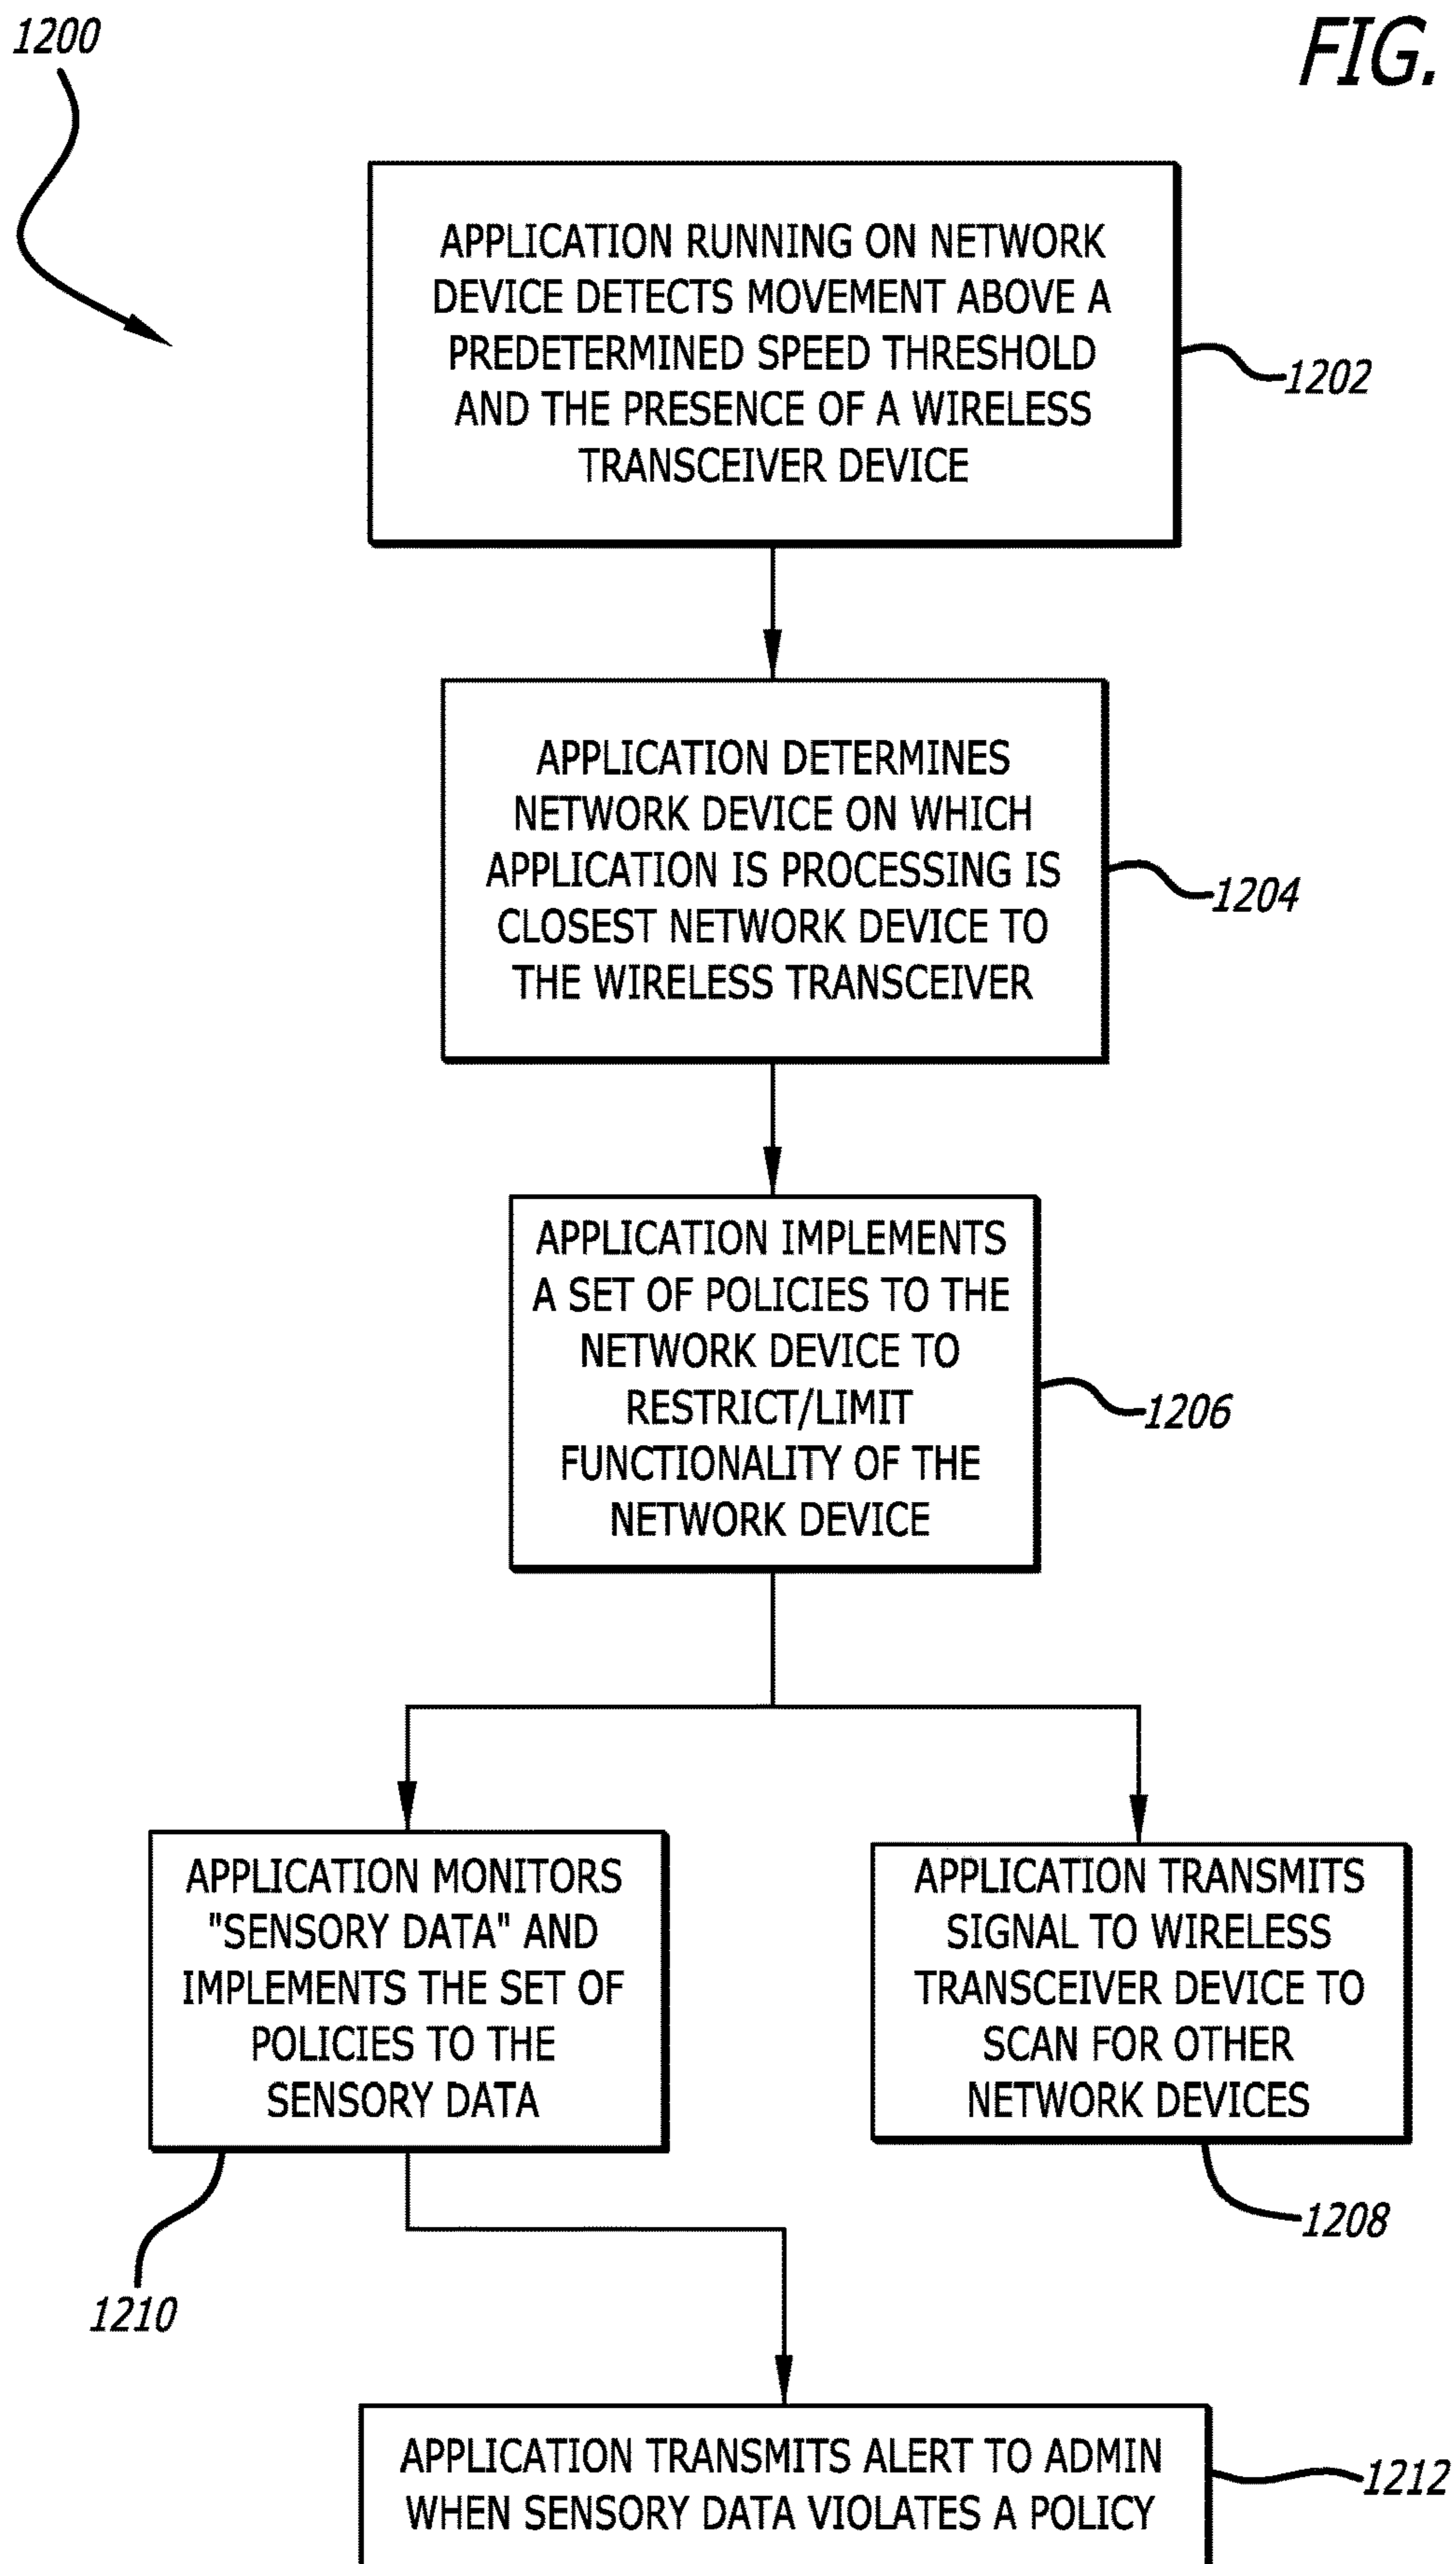 1200
FIG.
APPLICATION RUNNING ON NETWORK
DEVICE DETECTS MOVEMENT ABOVE A
PREDETERMINED SPEED THRESHOLD
AND THE PRESENCE OF A WIRELESS
TRANSCEIVER DEVICE
1202
APPLICATION DETERMINES
NETWORK DEVICE ON WHICH
APPLICATION IS PROCESSING IS
CLOSEST NETWORK DEVICE TO
THE WIRELESS TRANSCEIVER
1204
APPLICATION IMPLEMENTS
A SET OF POLICIES TO THE
NETWORK DEVICE TO
RESTRICT/LIMIT
FUNCTIONALITY OF THE
NETWORK DEVICE
1206
APPLICATION MONITORS
"SENSORY DATA" AND
IMPLEMENTS THE SET OF
POLICIES TO THE
SENSORY DATA
1210
APPLICATION TRANSMITS
SIGNAL TO WIRELESS
TRANSCEIVER DEVICE TO
SCAN FOR OTHER
NETWORK DEVICES
1208
APPLICATION TRANSMITS ALERT TO ADMIN
WHEN SENSORY DATA VIOLATES A POLICY
1212